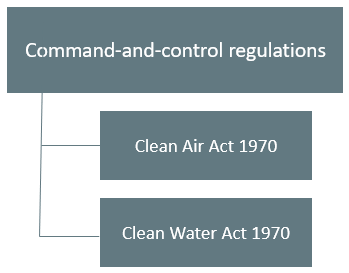 Command-and-control regulations
Clean Air Act 1970
Clean Water Act 1970